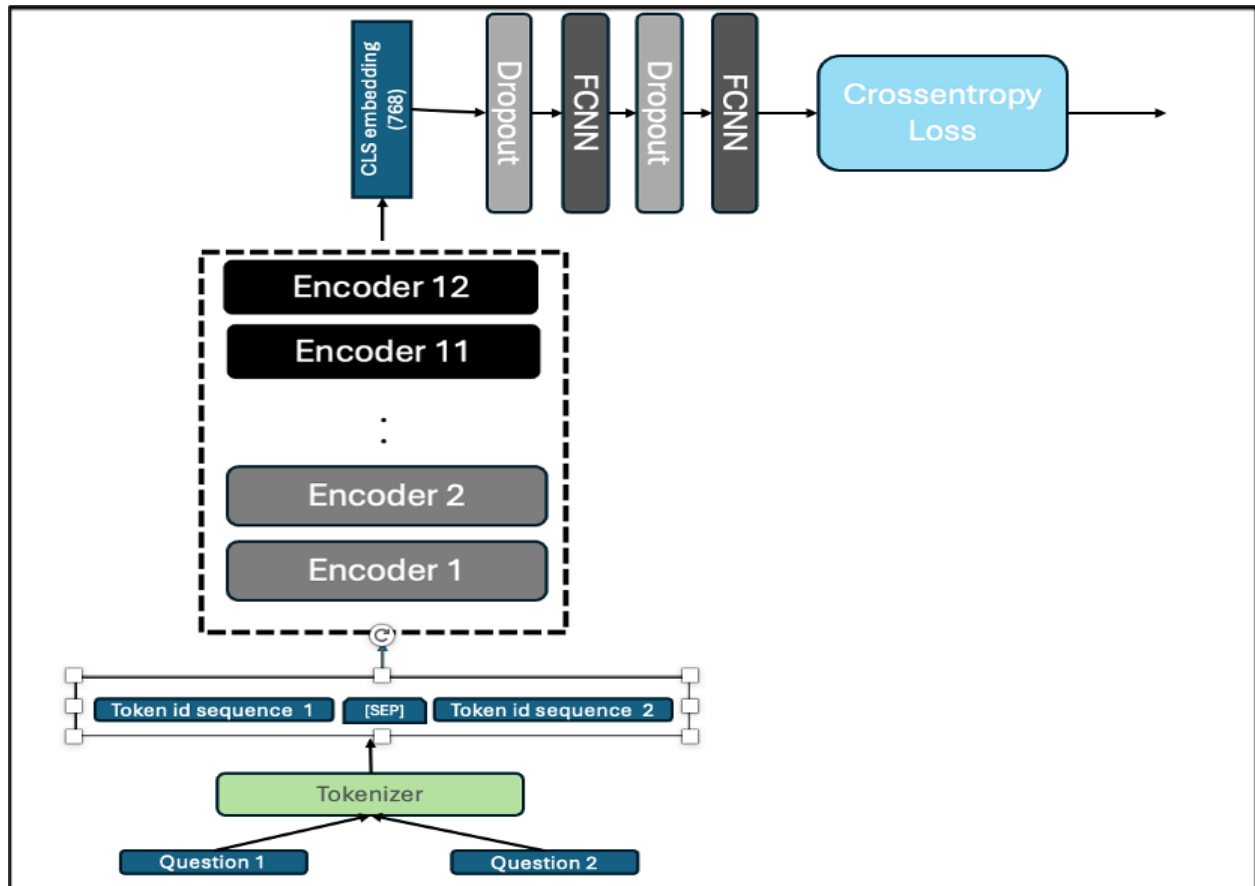 CLS embedding
(768)
Dropout
FCNN
Dropout
FCNN
Crossentropy
Loss
Encoder 12
Encoder 11
:
Encoder 2
Encoder 1
Token id sequence 1
[SEP]
Token id sequence 2
Tokenizer
Question 1
Question 2